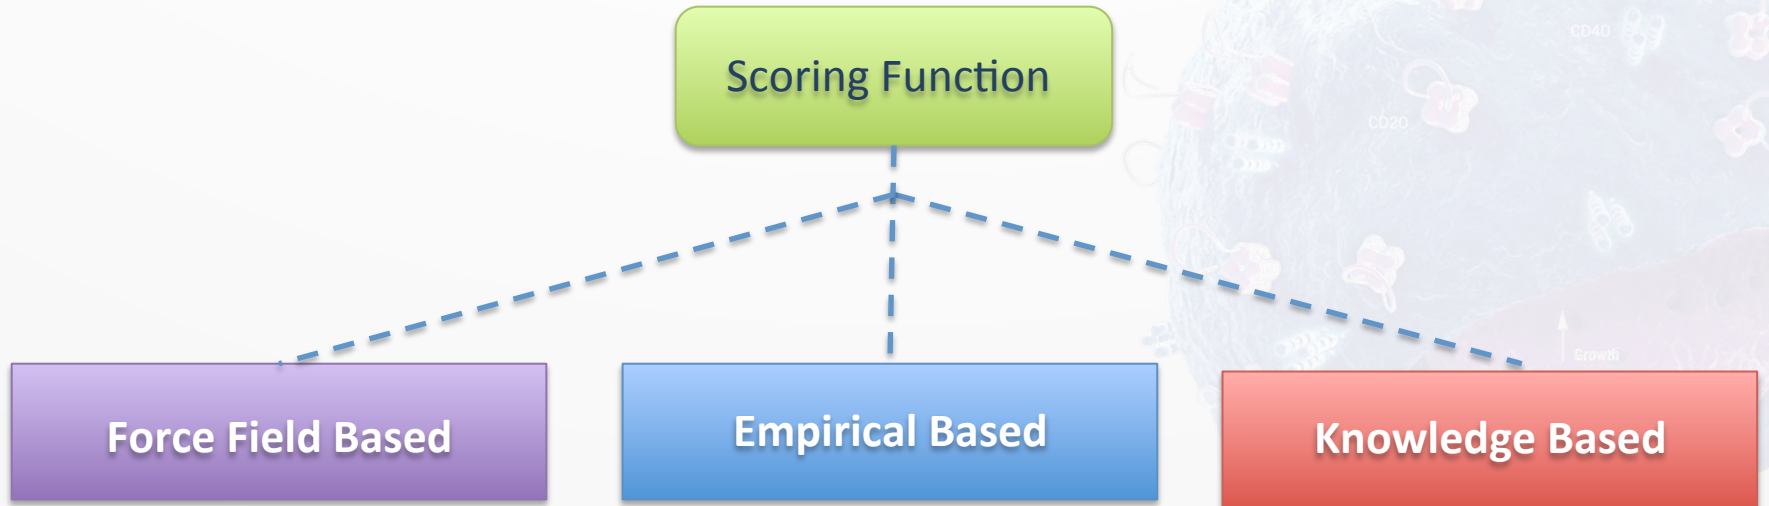 Scoring Function
CD40
CD20
Growth
Force Field Based
Empirical Based
Knowledge Based